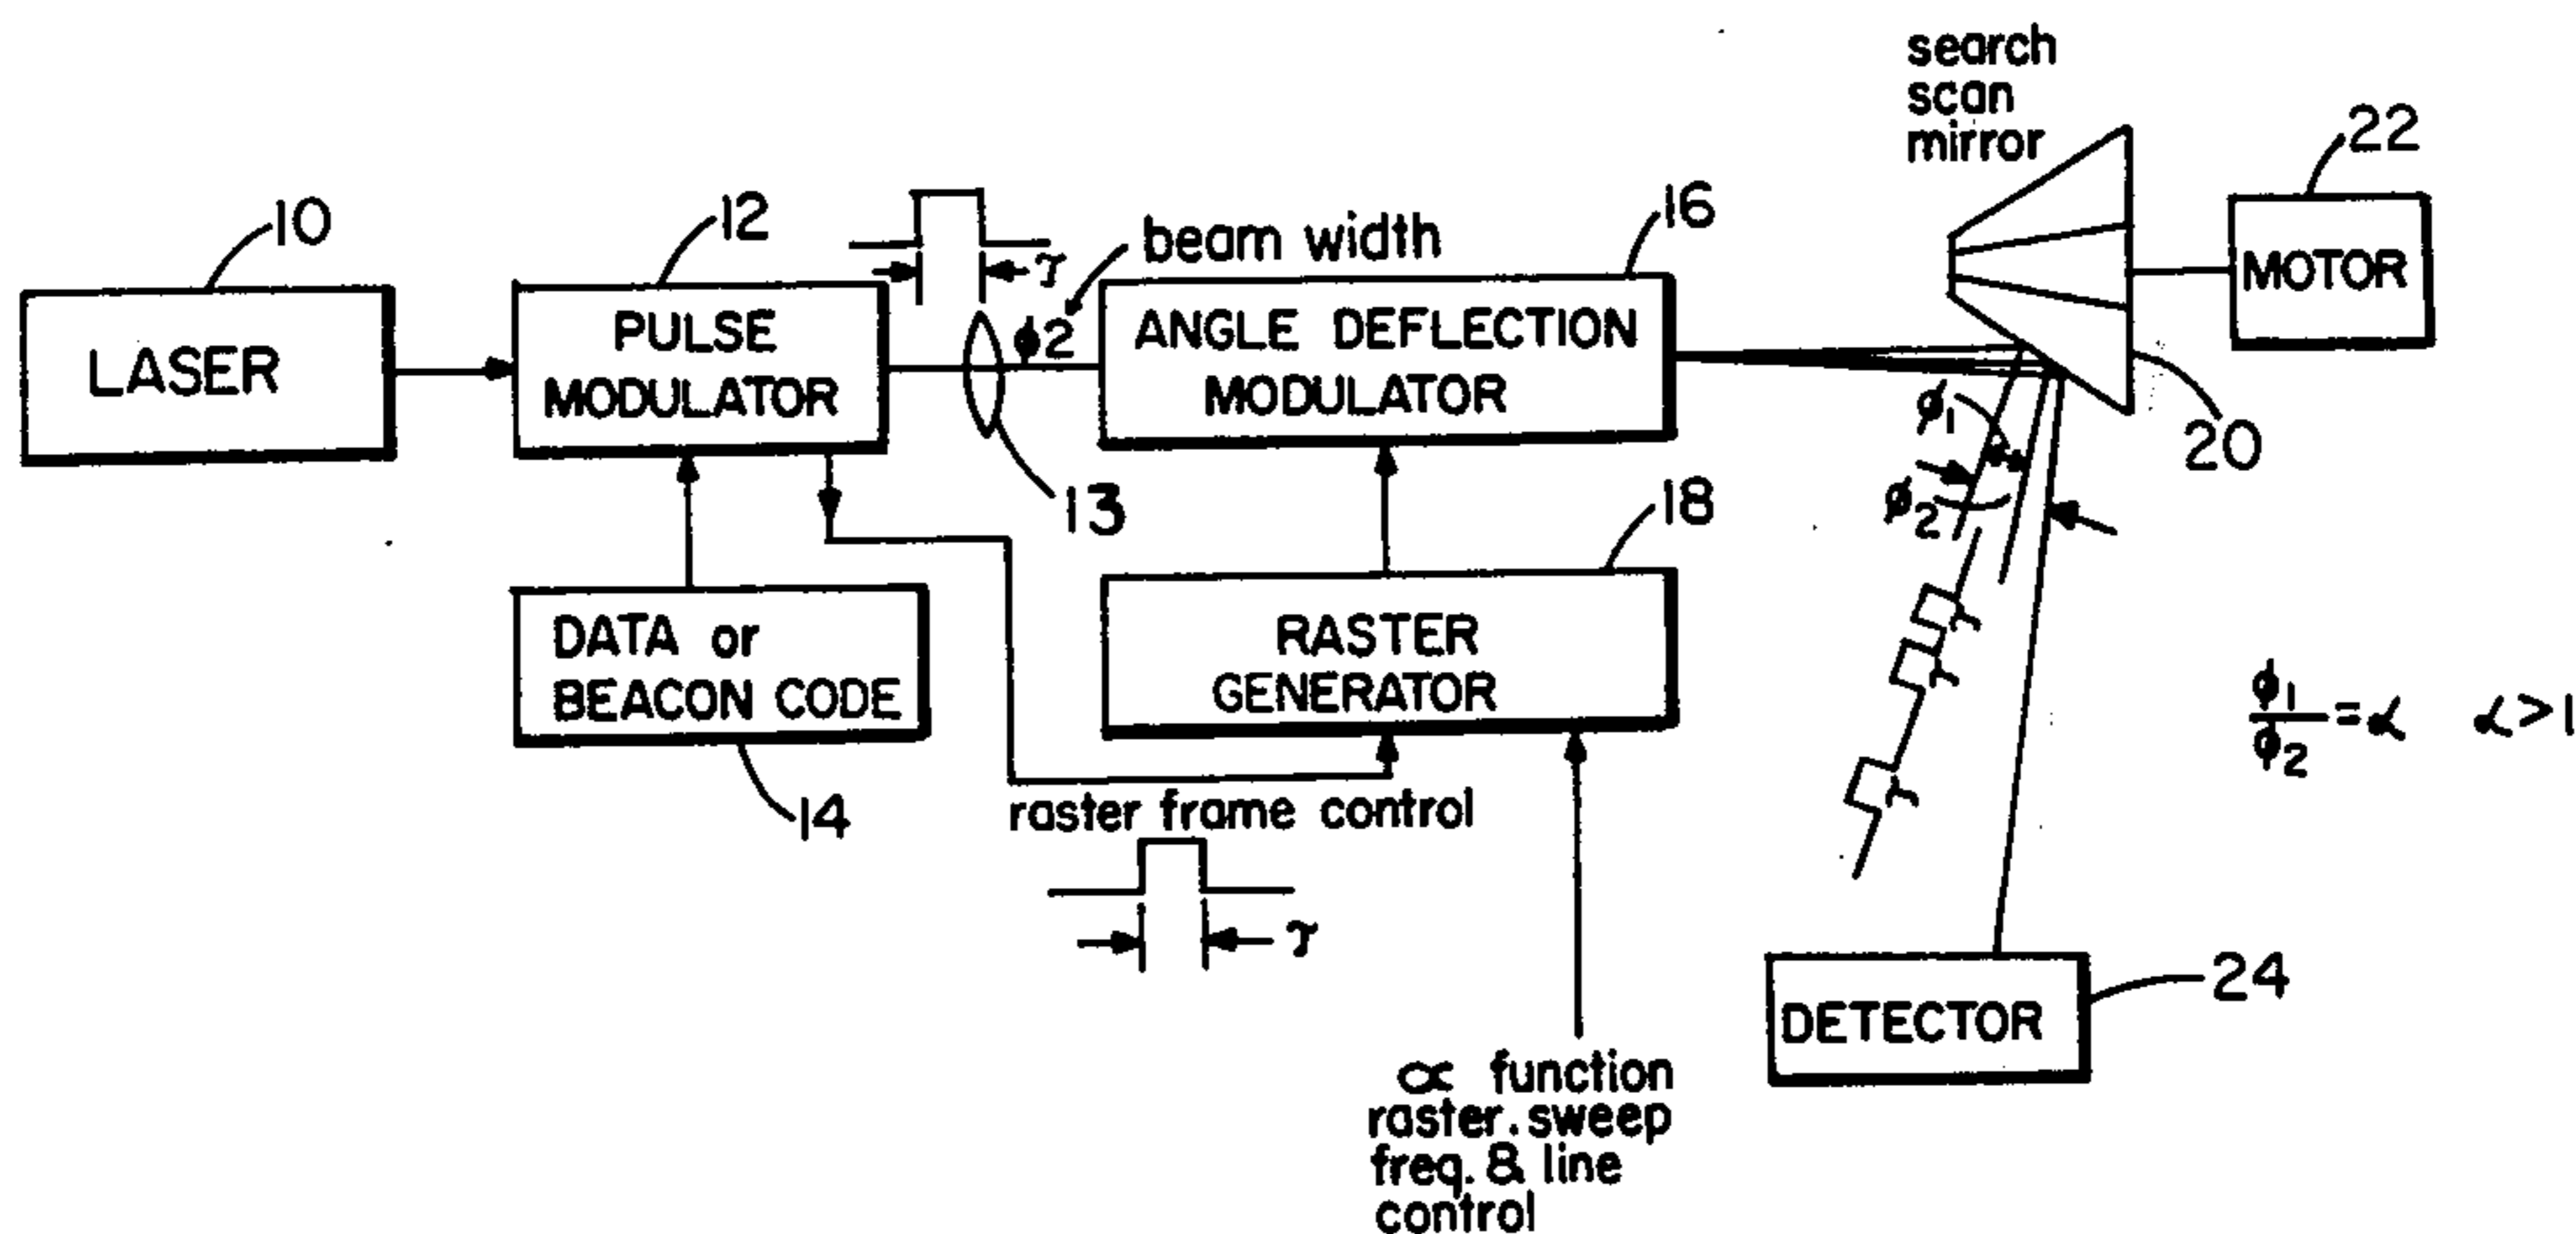 search
scan
mirror
22
10
12
τ
beam width
16
MOTOR
LASER
PULSE
MODULATOR
ϕ2
ANGLE DEFLECTION
MODULATOR
ϕ1
20
13
ϕ2
18
DATA or
BEACON CODE
RASTER
GENERATOR
τ
τ
τ
ϕ1/ϕ2 = α α > 1
14
raster frame control
τ
24
DETECTOR
α function
raster. sweep
freq. & line
control